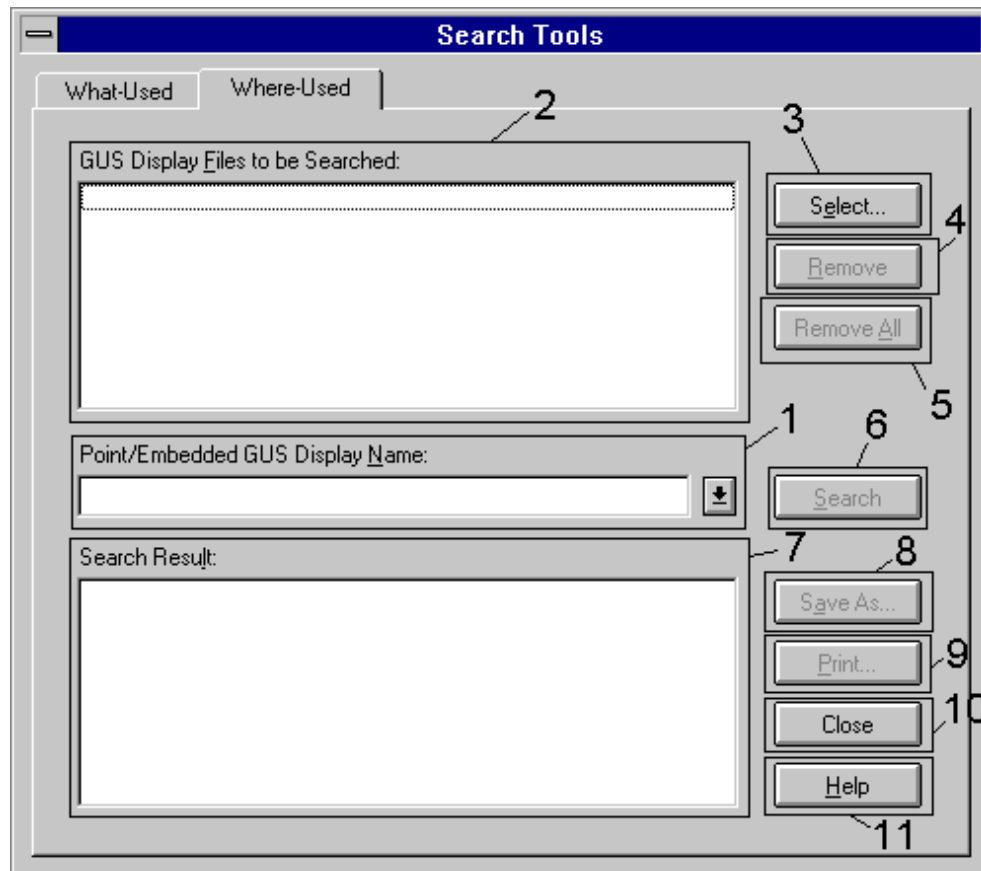 Search Tools
What-Used
Where-Used
2
GUS Display Files to be Searched:
3
Select...
4
Remove
Remove All
5
1
Point/Embedded GUS Display Name:
6
Search
7
Search Result:
8
Save As...
Print...
9
10
Close
Help
11